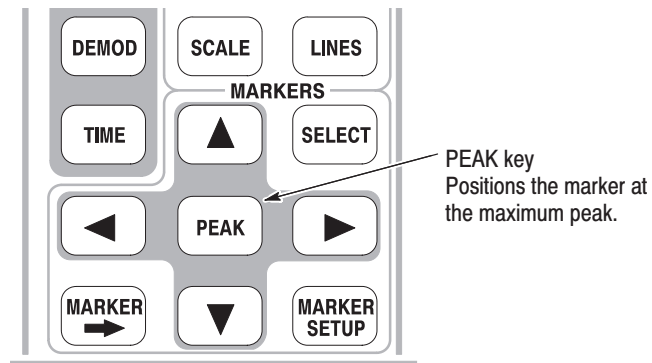 DEMOD
SCALE
LINES
MARKERS
TIME
SELECT
PEAK key
Positions the marker at
the maximum peak.
PEAK
MARKER
MARKER
SETUP